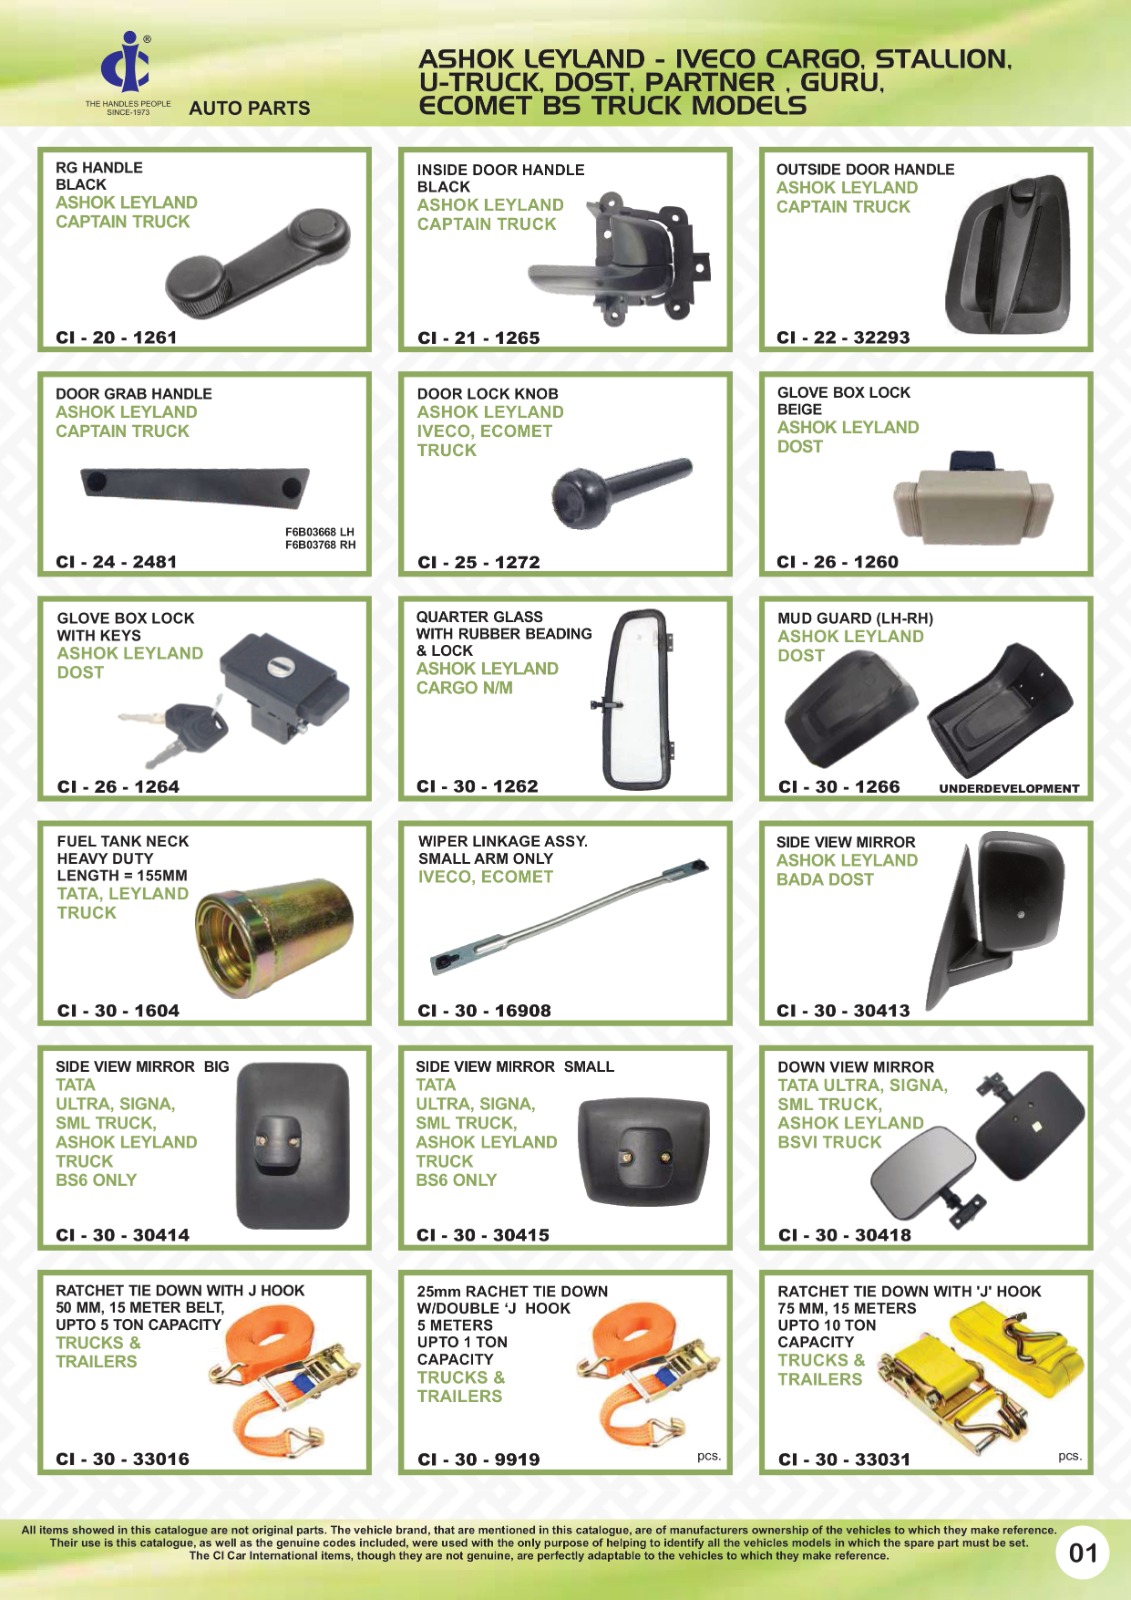 ®
THE HANDLES PEOPLE
SINCE-1973
AUTO PARTS
ASHOK LEYLAND - IVECO CARGO, STALLION,
U-TRUCK, DOST, PARTNER , GURU,
ECOMET BS TRUCK MODELS
RG HANDLE
BLACK
ASHOK LEYLAND
CAPTAIN TRUCK
CI - 20 - 1261
INSIDE DOOR HANDLE
BLACK
ASHOK LEYLAND
CAPTAIN TRUCK
CI - 21 - 1265
OUTSIDE DOOR HANDLE
ASHOK LEYLAND
CAPTAIN TRUCK
CI - 22 - 32293
DOOR GRAB HANDLE
ASHOK LEYLAND
CAPTAIN TRUCK
F6B03668 LH
F6B03768 RH
CI - 24 - 2481
DOOR LOCK KNOB
ASHOK LEYLAND
IVECO, ECOMET
TRUCK
CI - 25 - 1272
GLOVE BOX LOCK
BEIGE
ASHOK LEYLAND
DOST
CI - 26 - 1260
GLOVE BOX LOCK
WITH KEYS
ASHOK LEYLAND
DOST
CI - 26 - 1264
QUARTER GLASS
WITH RUBBER BEADING
& LOCK
ASHOK LEYLAND
CARGO N/M
CI - 30 - 1262
MUD GUARD (LH-RH)
ASHOK LEYLAND
DOST
CI - 30 - 1266
UNDERDEVELOPMENT
FUEL TANK NECK
HEAVY DUTY
LENGTH = 155MM
TATA, LEYLAND
TRUCK
CI - 30 - 1604
WIPER LINKAGE ASSY.
SMALL ARM ONLY
IVECO, ECOMET
CI - 30 - 16908
SIDE VIEW MIRROR
ASHOK LEYLAND
BADA DOST
CI - 30 - 30413
SIDE VIEW MIRROR  BIG
TATA
ULTRA, SIGNA,
SML TRUCK,
ASHOK LEYLAND
TRUCK
BS6 ONLY
CI - 30 - 30414
SIDE VIEW MIRROR  SMALL
TATA
ULTRA, SIGNA,
SML TRUCK,
ASHOK LEYLAND
TRUCK
BS6 ONLY
CI - 30 - 30415
DOWN VIEW MIRROR
TATA ULTRA, SIGNA,
SML TRUCK,
ASHOK LEYLAND
BSVI TRUCK
CI - 30 - 30418
RATCHET TIE DOWN WITH J HOOK
50 MM, 15 METER BELT,
UPTO 5 TON CAPACITY
TRUCKS &
TRAILERS
CI - 30 - 33016
25mm RACHET TIE DOWN
W/DOUBLE ‘J  HOOK
5 METERS
UPTO 1 TON
CAPACITY
TRUCKS &
TRAILERS
CI - 30 - 9919
pcs.
RATCHET TIE DOWN WITH 'J' HOOK
75 MM, 15 METERS
UPTO 10 TON
CAPACITY
TRUCKS &
TRAILERS
CI - 30 - 33031
pcs.
All items showed in this catalogue are not original parts. The vehicle brand, that are mentioned in this catalogue, are of manufacturers ownership of the vehicles to which they make reference.
Their use is this catalogue, as well as the genuine codes included, were used with the only purpose of helping to identify all the vehicles models in which the spare part must be set.
The CI Car International items, though they are not genuine, are perfectly adaptable to the vehicles to which they make reference.
01